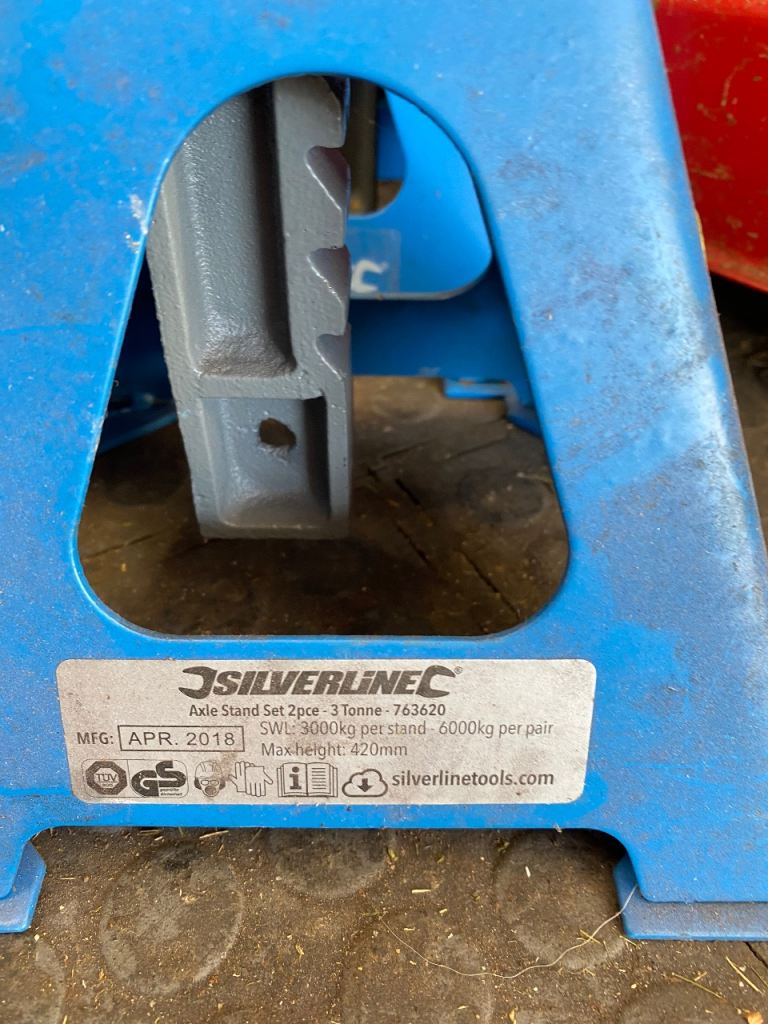 SILVERLINE
Axle Stand Set 2pce - 3 Tonne - 763620
MFG: APR. 2018
SWL: 3000kg per stand - 6000kg per pair
Max height: 420mm
TÜV
GS
silverlinetools.com